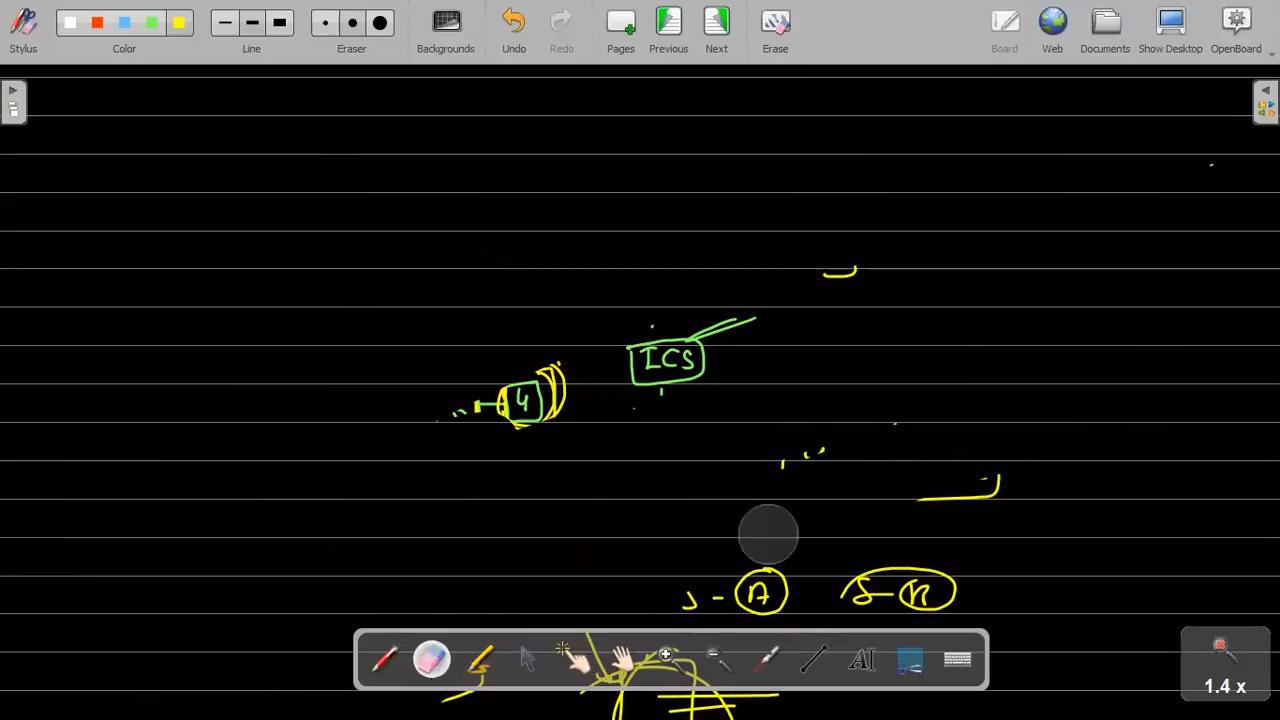 Stylus Color Line Eraser Backgrounds Undo Redo Pages Previous Next Erase Board Web Documents Show Desktop OpenBoard
ICS
4
A
1.4 x